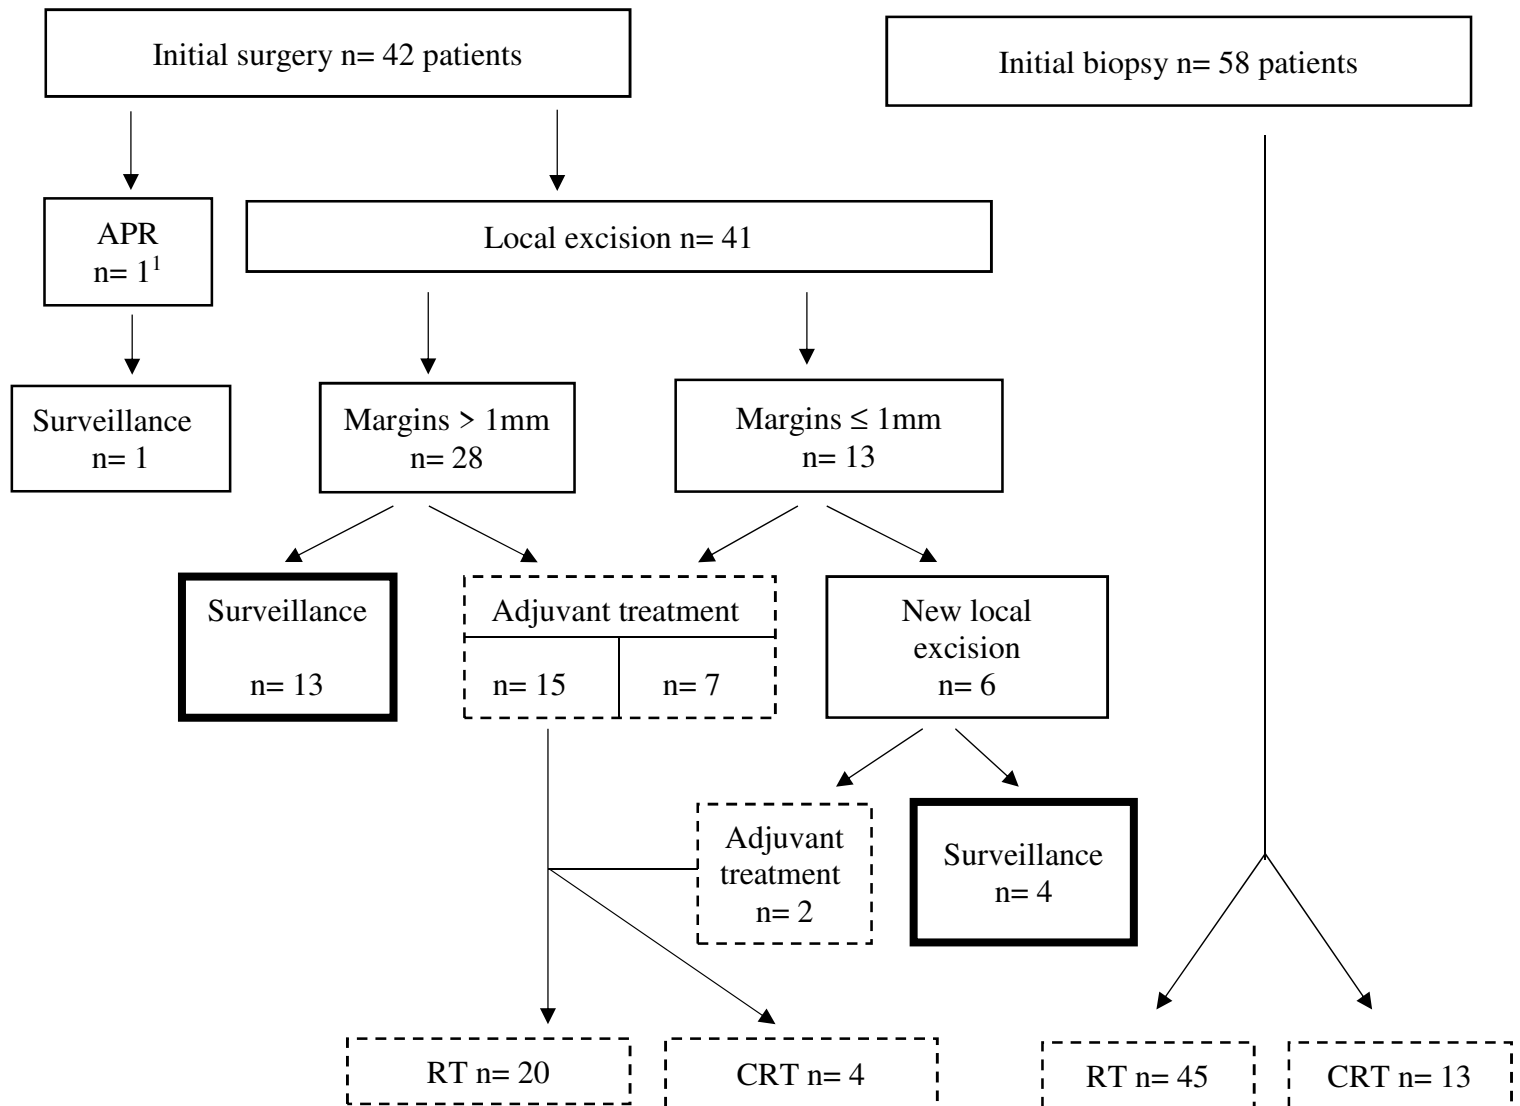 Initial surgery n= 42 patients
Initial biopsy n= 58 patients
APR
n= 1¹
Local excision n= 41
Surveillance
n= 1
Margins > 1mm
n= 28
Margins ≤ 1mm
n= 13
Surveillance
n= 13
Adjuvant treatment
n= 15
n= 7
New local
excision
n= 6
Adjuvant
treatment
n= 2
Surveillance
n= 4
RT n= 20
CRT n= 4
RT n= 45
CRT n= 13